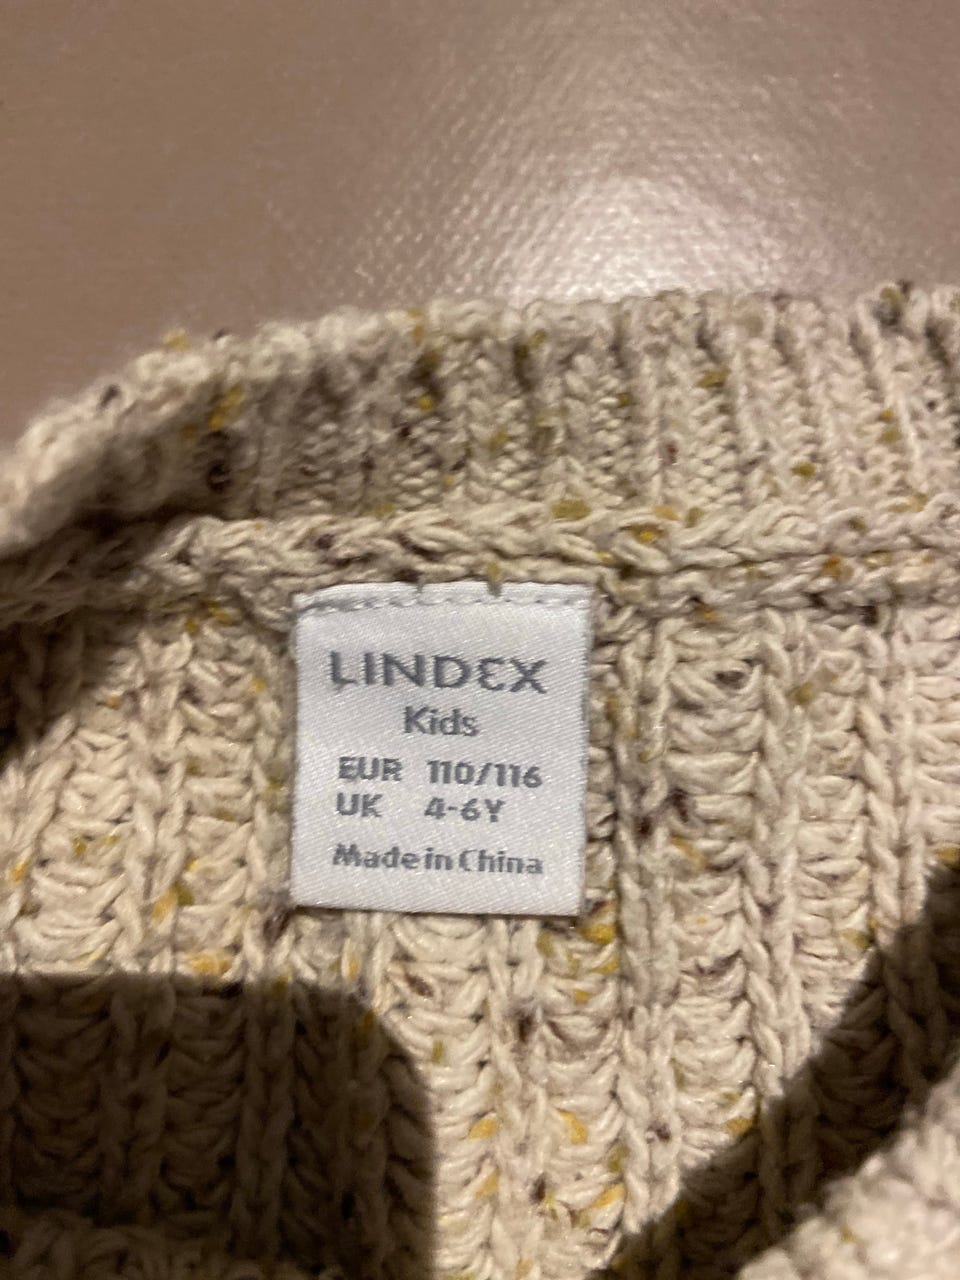 LINDEX
Kids
EUR 110/116
UK 4-6Y
Made in China